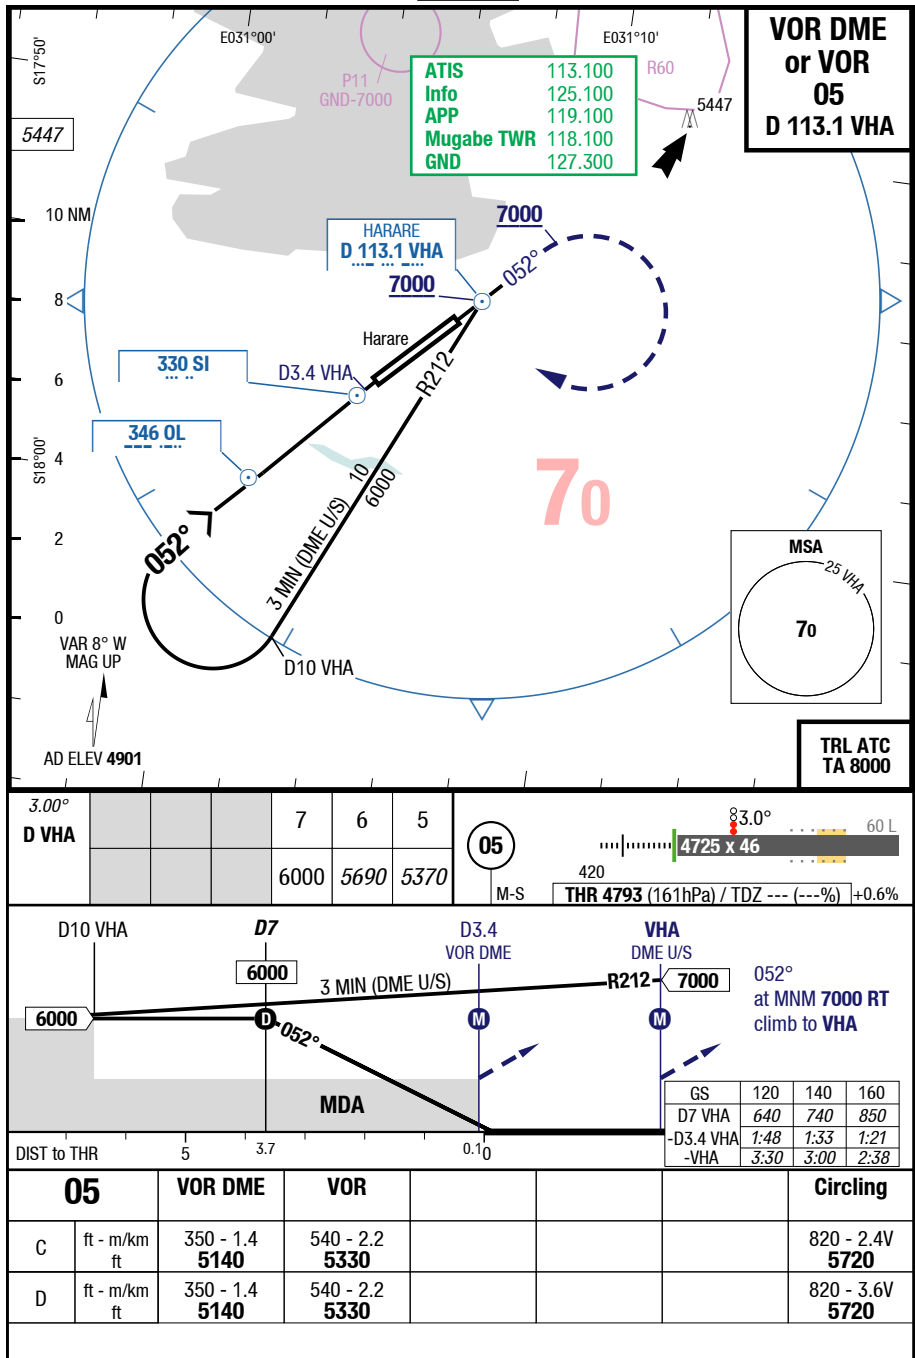 E031°00'
E031°10'
S17°50'
VOR DME
or VOR
05
D 113.1 VHA
P11
GND-7000
R60
ATIS 113.100
Info 125.100
APP 119.100
Mugabe TWR 118.100
GND 127.300
5447
5447
10 NM
7000
HARARE
D 113.1 VHA
052°
7000
8
Harare
330 SI
D3.4 VHA
R212
6
346 OL
S18°00'
4
10
6000
70
3 MIN (DME U/S)
052°
2
MSA
25 VHA
70
0
VAR 8° W
MAG UP
D10 VHA
AD ELEV 4901
TRL ATC
TA 8000
3.00°
D VHA
7 6 5
6000 5690 5370
05
M-S
3.0°
60 L
4725 x 46
420
THR 4793 (161hPa) / TDZ --- (---%) +0.6%
D10 VHA D7 D3.4 VHA
VOR DME DME U/S
6000
3 MIN (DME U/S)
R212
7000
052°
at MNM 7000 RT
climb to VHA
6000
D
052°
M
M
MDA
GS 120 140 160
D7 VHA 640 740 850
-D3.4 VHA 1:48 1:33 1:21
-VHA 3:30 3:00 2:38
DIST to THR 5 3.7 0.1 0
05 VOR DME VOR Circling
C ft - m/km 350 - 1.4 540 - 2.2 820 - 2.4V
ft 5140 5330 5720
D ft - m/km 350 - 1.4 540 - 2.2 820 - 3.6V
ft 5140 5330 5720